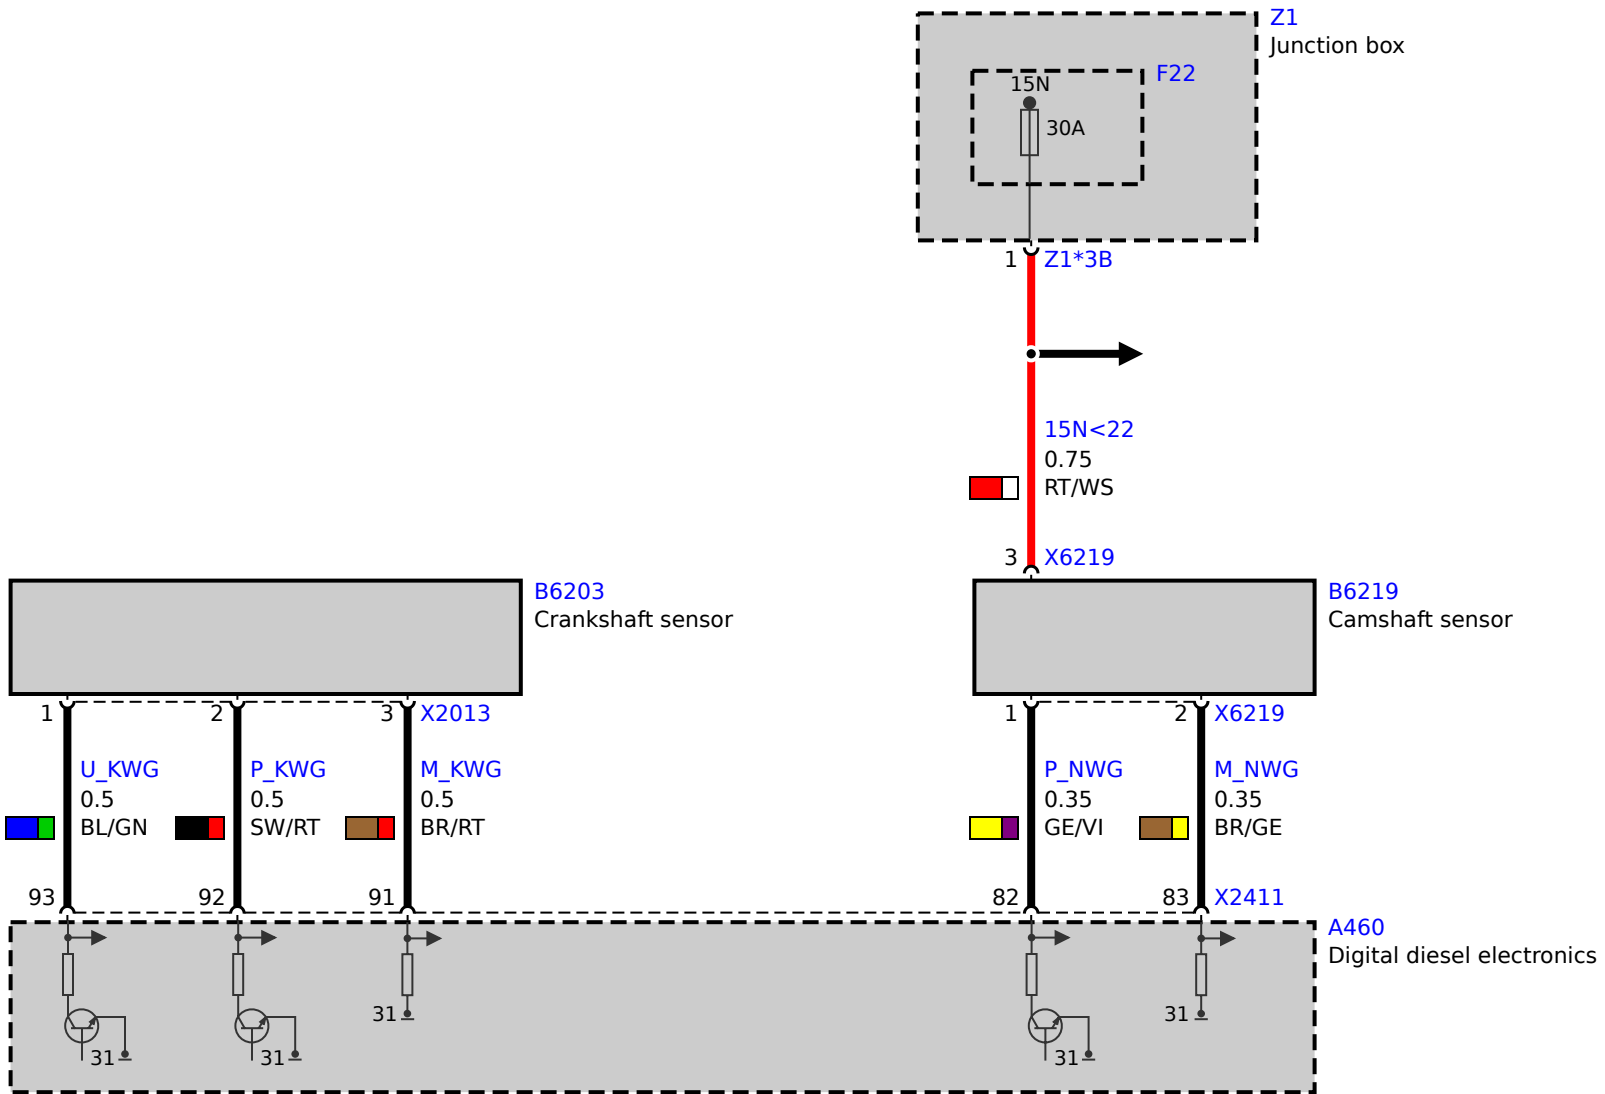 Z1
Junction box
F22
15N
30A
1 Z1*3B
15N<22
0.75
RT/WS
3 X6219
B6203
Crankshaft sensor
B6219
Camshaft sensor
1 2 3 X2013
1 2 X6219
U_KWG P_KWG M_KWG P_NWG M_NWG
0.5 0.5 0.5 0.35 0.35
BL/GN SW/RT BR/RT GE/VI BR/GE
93 92 91 82 83 X2411
A460
Digital diesel electronics
31 31
31 31 31